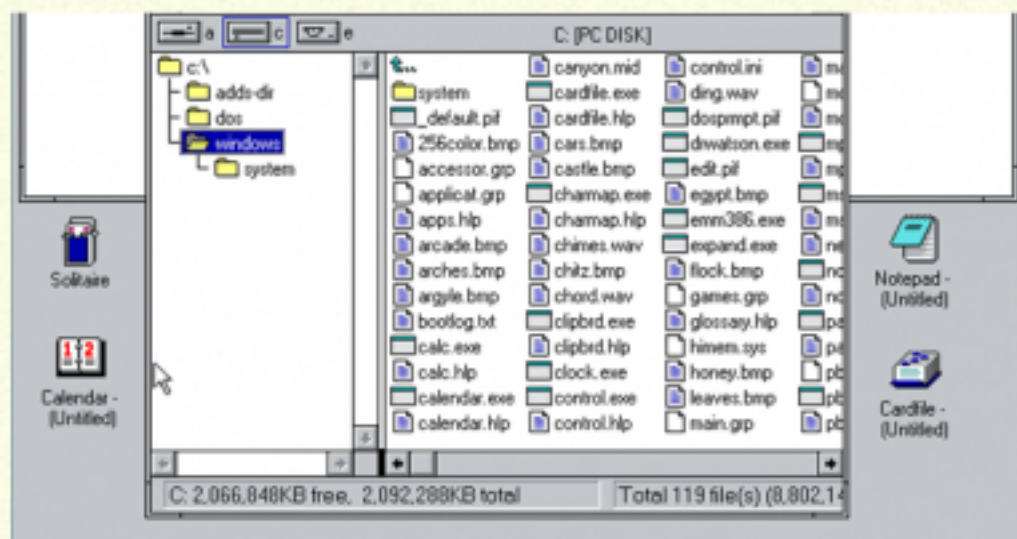 a c e C: [PC DISK]
c:\
adds-dir
dos
windows
system
..
system
_default.pif
256color.bmp
accessor.grp
applicat.grp
apps.hlp
arcade.bmp
arches.bmp
argyle.bmp
bootlog.txt
calc.exe
calc.hlp
calendar.exe
calendar.hlp
canyon.mid
cardfile.exe
cardfile.hlp
cars.bmp
castle.bmp
charmap.exe
charmap.hlp
chimes.wav
chitz.bmp
chord.wav
clipbrd.exe
clipbrd.hlp
clock.exe
control.exe
control.hlp
control.ini
ding.wav
dosprmpt.pif
drwatson.exe
edit.pif
egypt.bmp
emm386.exe
expand.exe
flock.bmp
games.grp
glossary.hlp
himem.sys
honey.bmp
leaves.bmp
main.grp
C: 2,066,848KB free, 2,092,288KB total
Total 119 file(s) (8,802,14
Solitaire
Calendar -
(Untitled)
Notepad -
(Untitled)
Cardfile -
(Untitled)